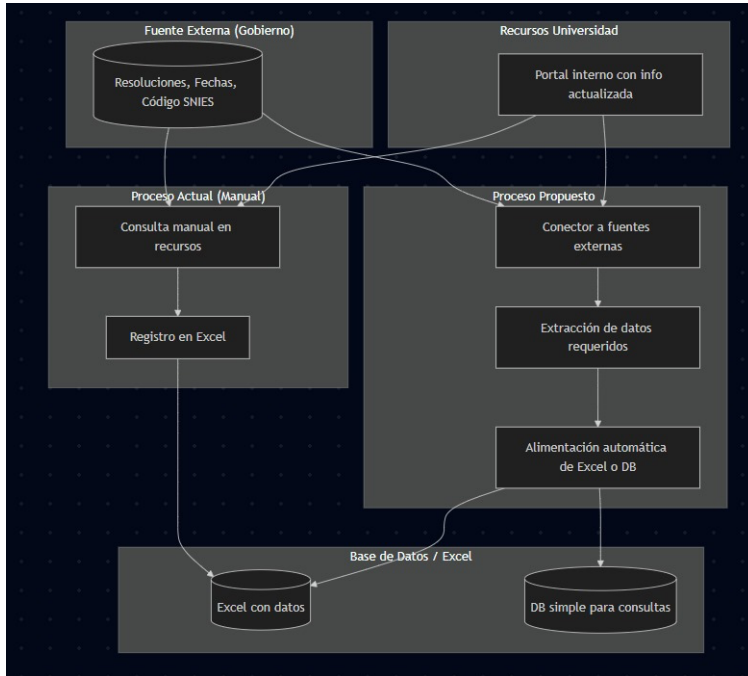 Fuente Externa (Gobierno)
Resoluciones, Fechas,
Código SNIES
Recursos Universidad
Portal interno con info
actualizada
Proceso Actual (Manual)
Consulta manual en
recursos
Registro en Excel
Proceso Propuesto
Conector a fuentes
externas
Extracción de datos
requeridos
Alimentación automática
de Excel o DB
Base de Datos / Excel
Excel con datos
DB simple para consultas